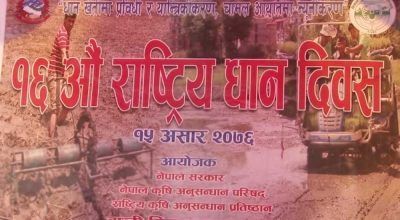 "धान खेतीमा प्रविधि र यान्त्रिकीकरण, चामल आयातमा न्यूनीकरण"
१६ औं राष्ट्रिय धान दिवस
१५ असार २०७६
आयोजक
नेपाल सरकार
नेपाल कृषि अनुसन्धान परिषद्
राष्ट्रिय कृषि अनुसन्धान प्रतिष्ठान